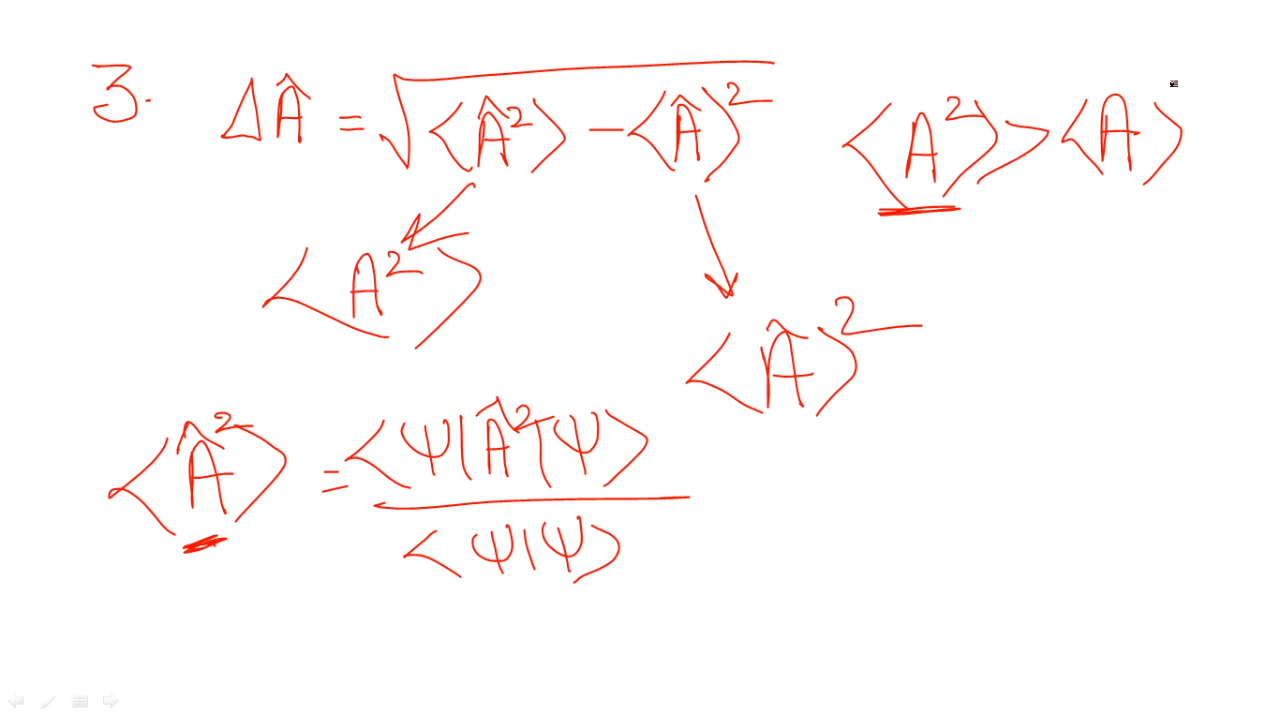 3. ΔÂ = √(⟨Â²⟩ − ⟨Â⟩²) ⟨A²⟩ > ⟨A⟩
⟨A²⟩
⟨Â⟩²
⟨Â²⟩ = ⟨Ψ|Â²|Ψ⟩
⟨Ψ|Ψ⟩